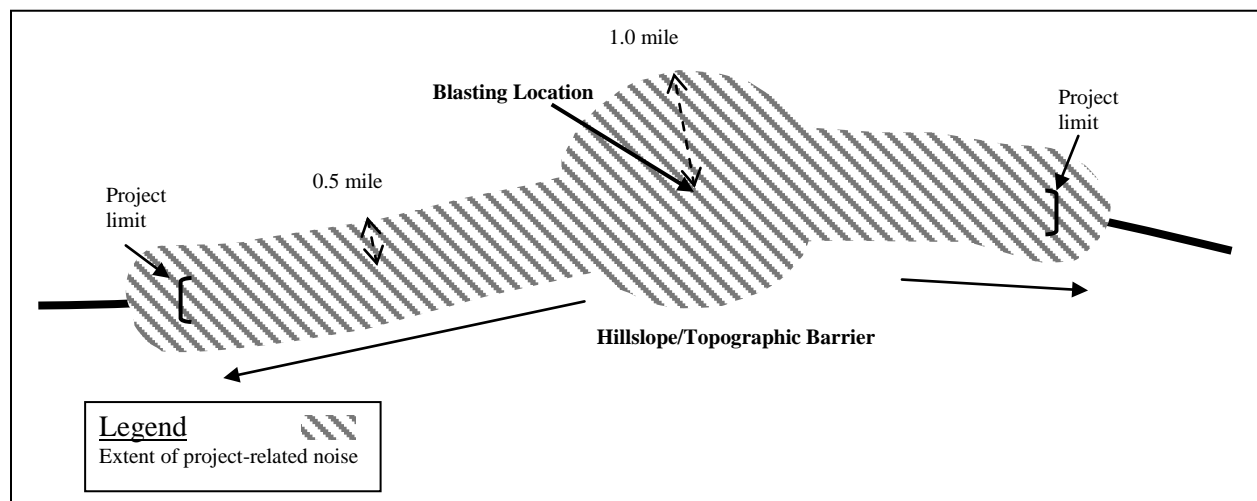 1.0 mile
Blasting Location
Project
limit
0.5 mile
Project
limit
Hillslope/Topographic Barrier
Legend
Extent of project-related noise